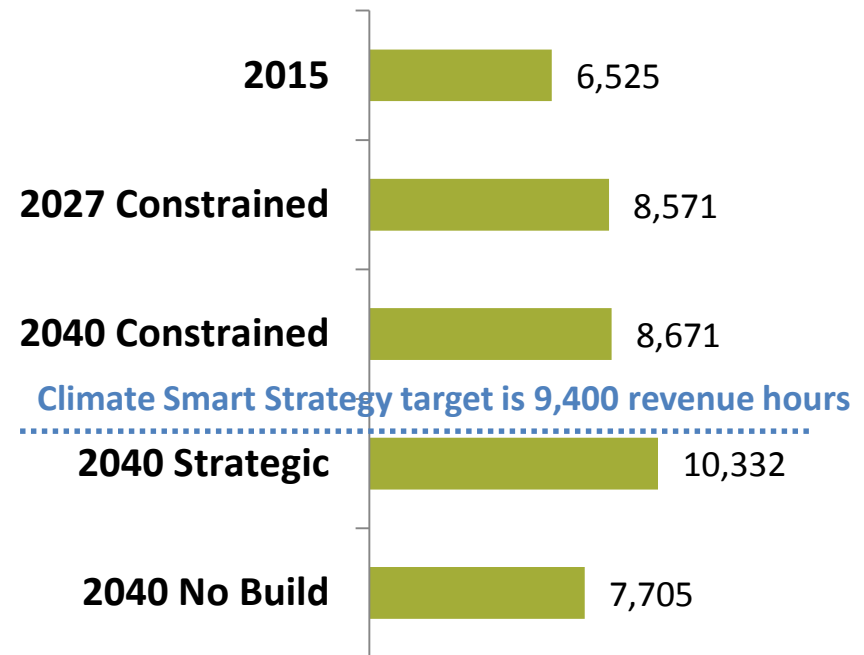 2015 6,525
2027 Constrained 8,571
2040 Constrained 8,671
Climate Smart Strategy target is 9,400 revenue hours
2040 Strategic 10,332
2040 No Build 7,705